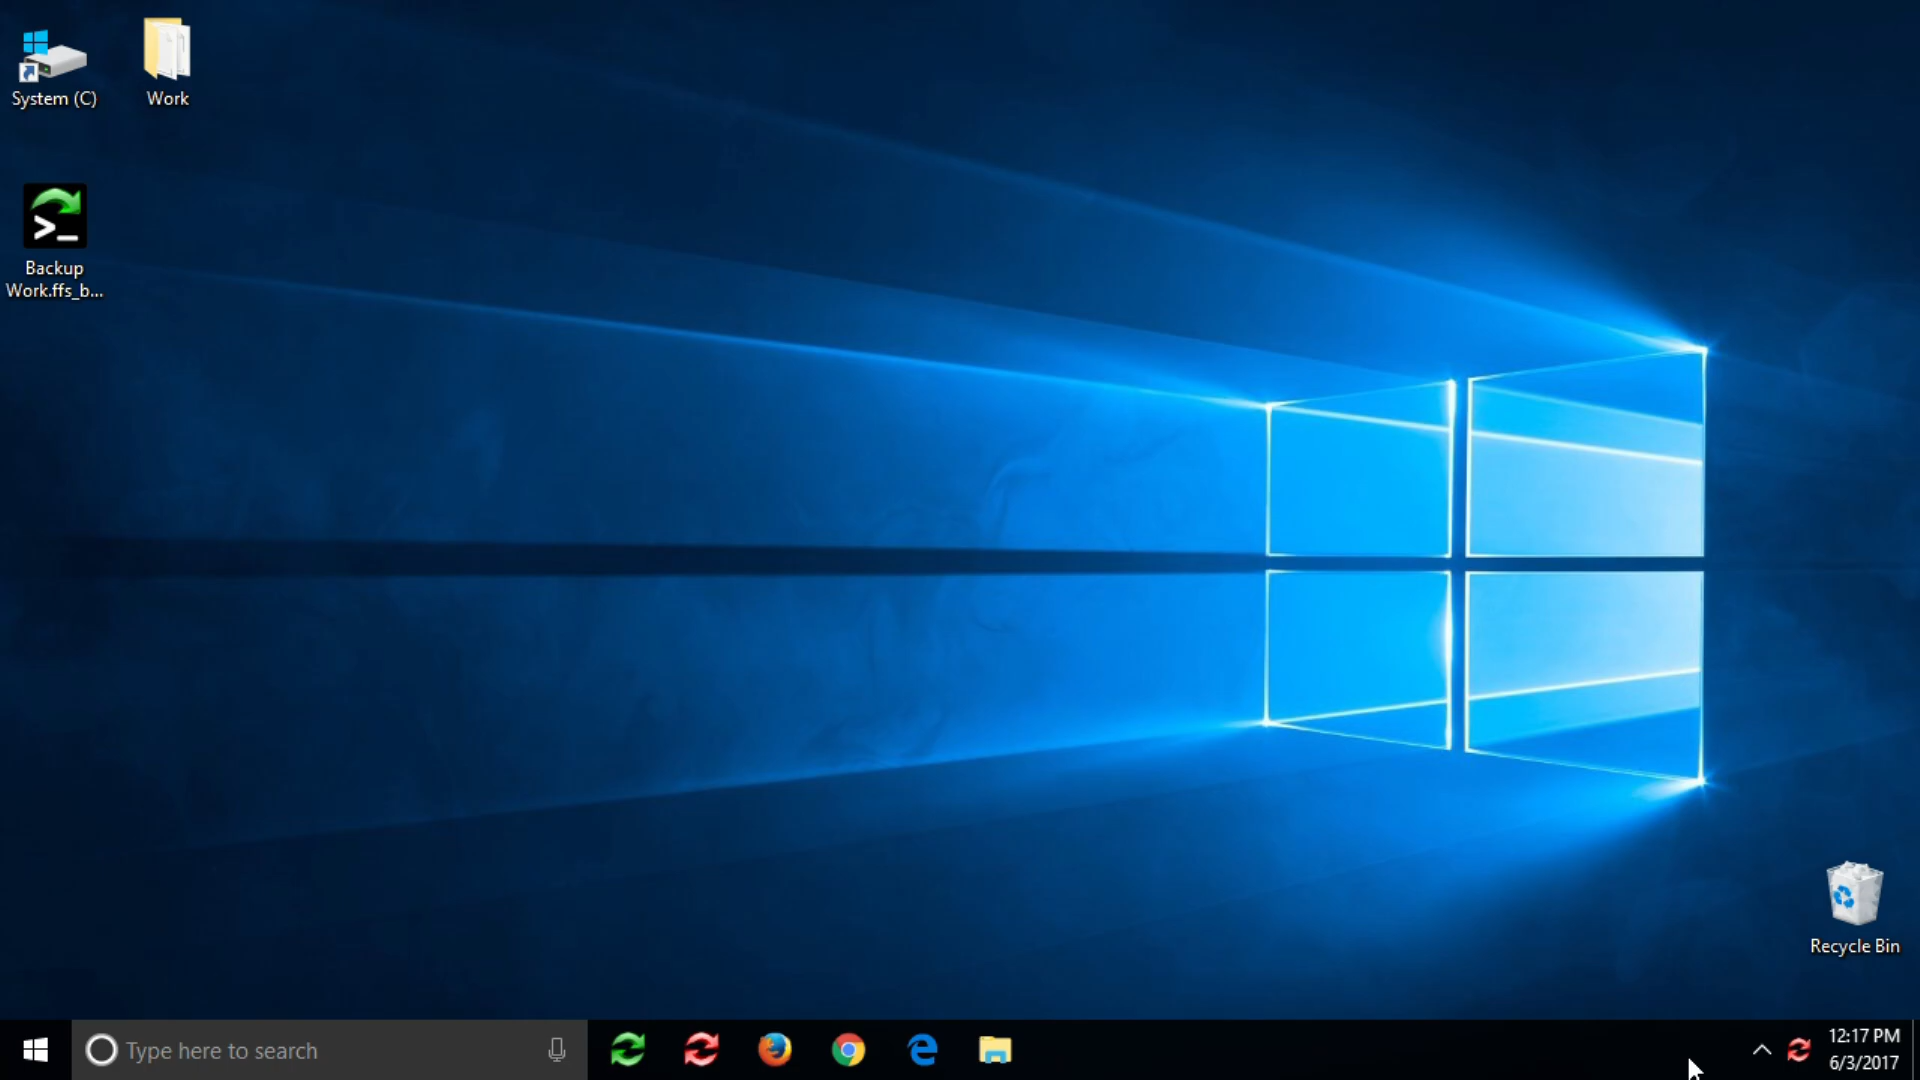 System (C)
Work
Backup
Work.ffs_b...
Recycle Bin
Type here to search
12:17 PM
6/3/2017